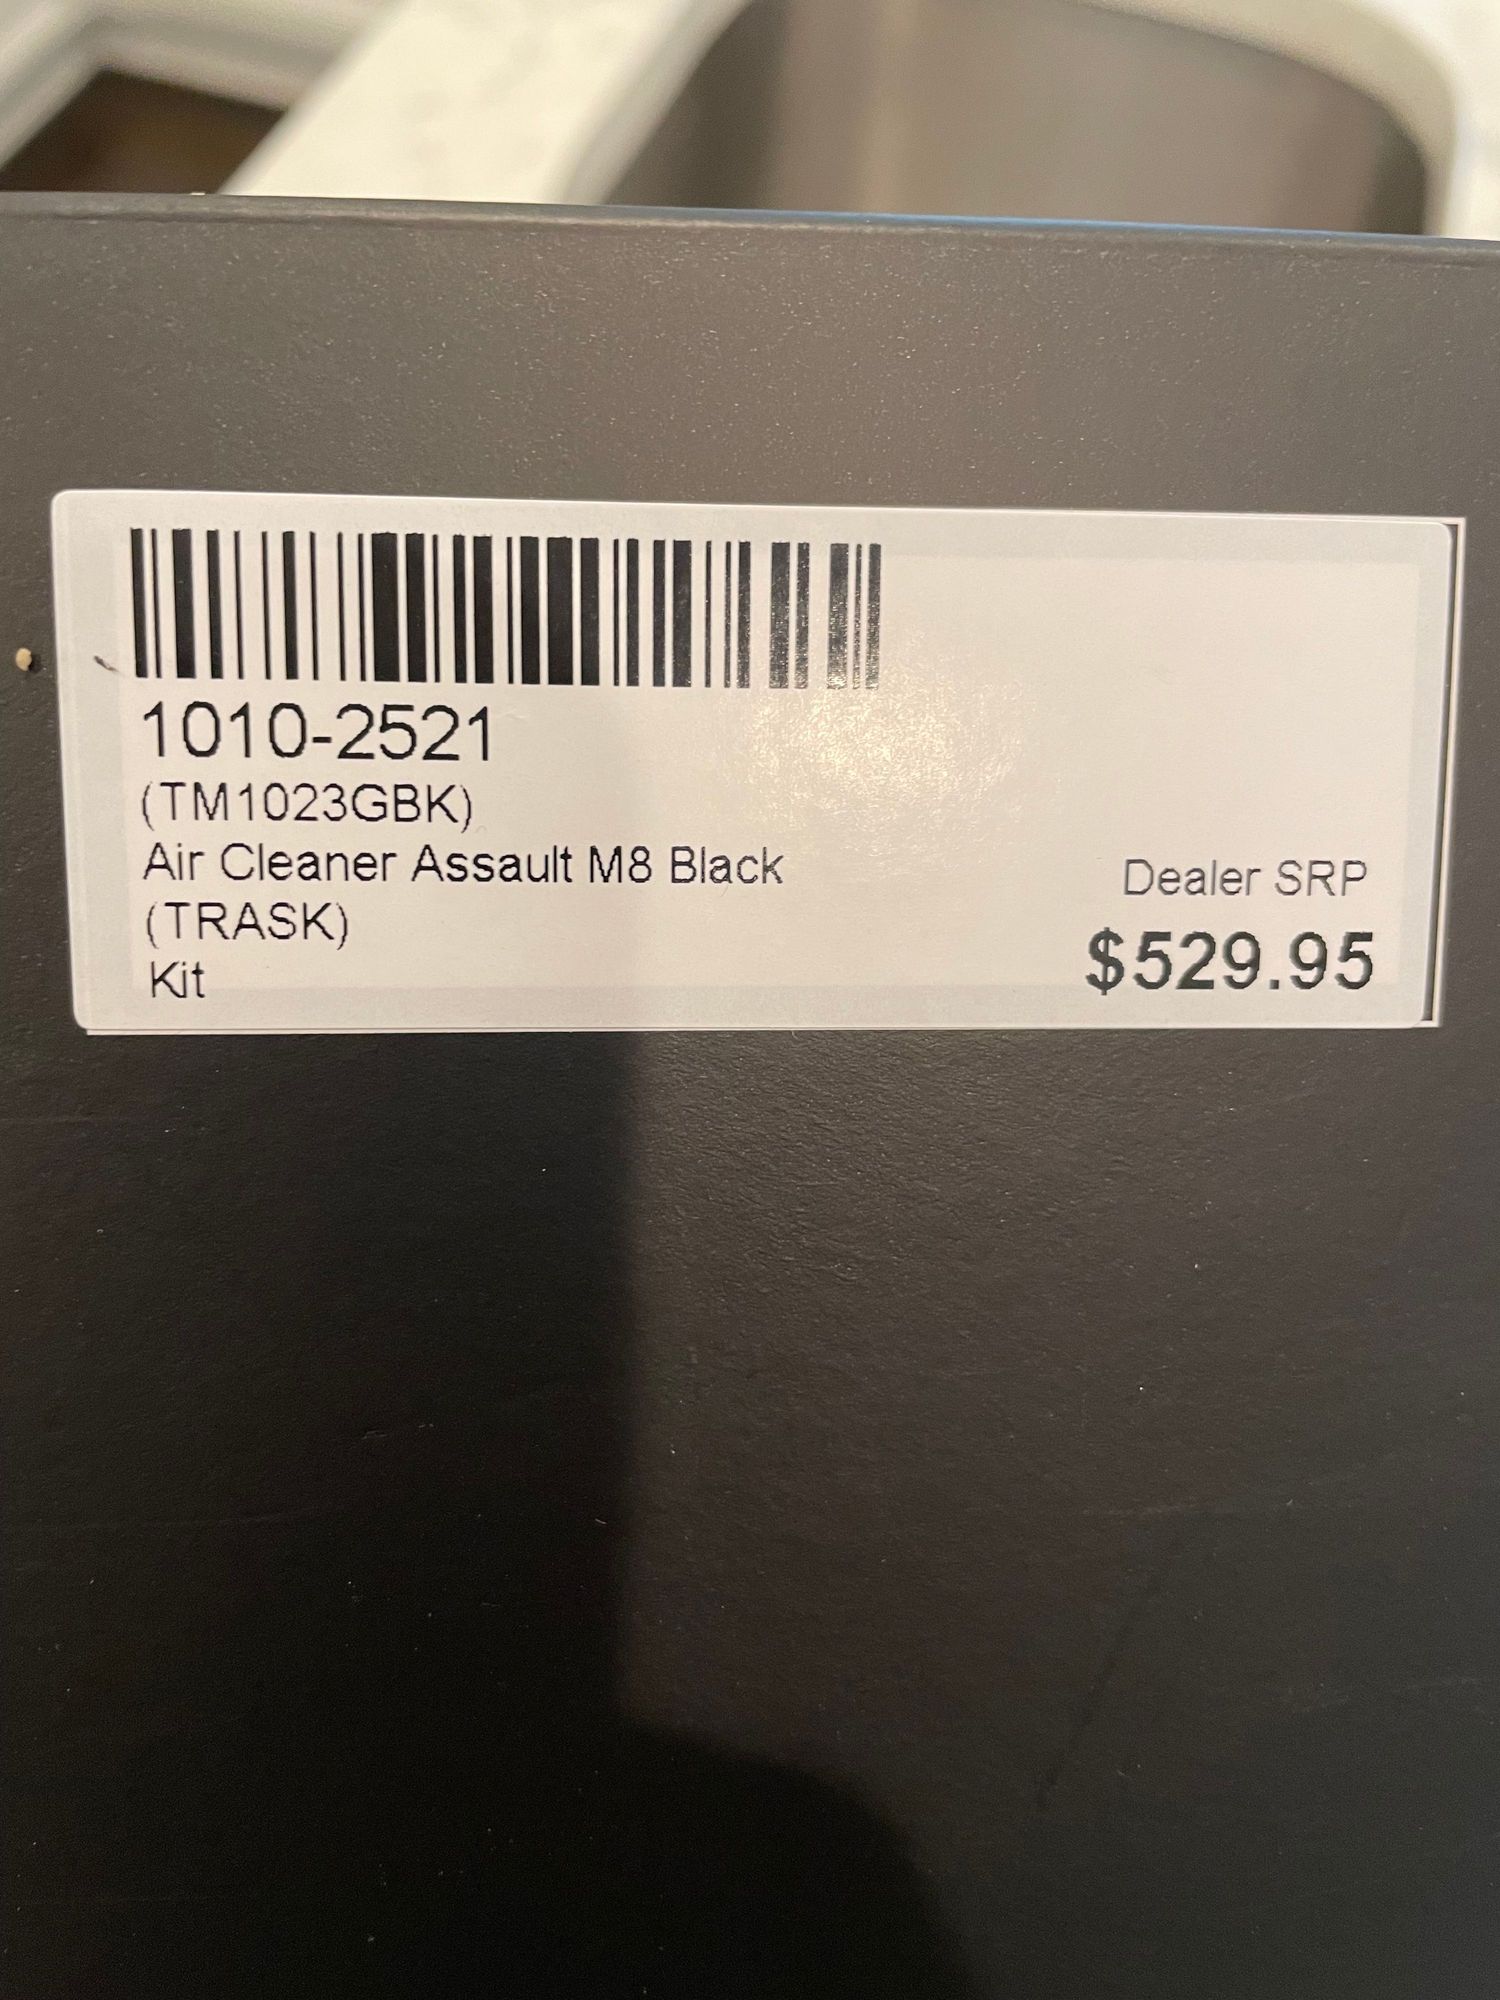 1010-2521
(TM1023GBK)
Air Cleaner Assault M8 Black
(TRASK)
Kit
Dealer SRP
$529.95